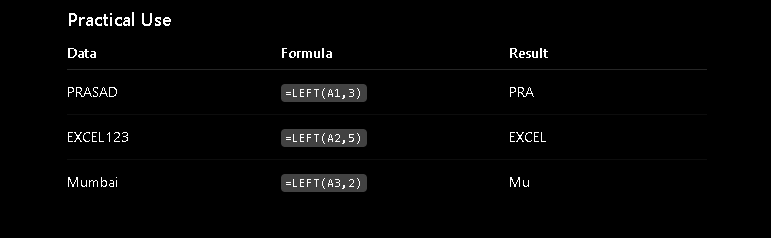 Practical Use
Data Formula Result
PRASAD =LEFT(A1,3) PRA
EXCEL123 =LEFT(A2,5) EXCEL
Mumbai =LEFT(A3,2) Mu